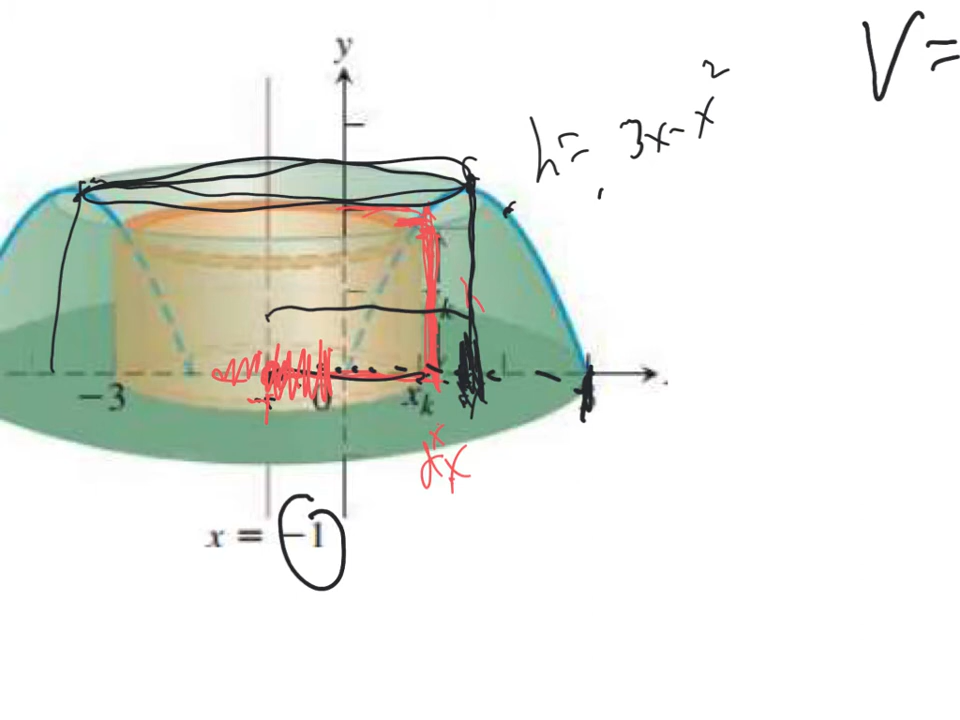 V=
y
h= 3x-x²
h
-3 0 xₖ
x
dx
x = -1